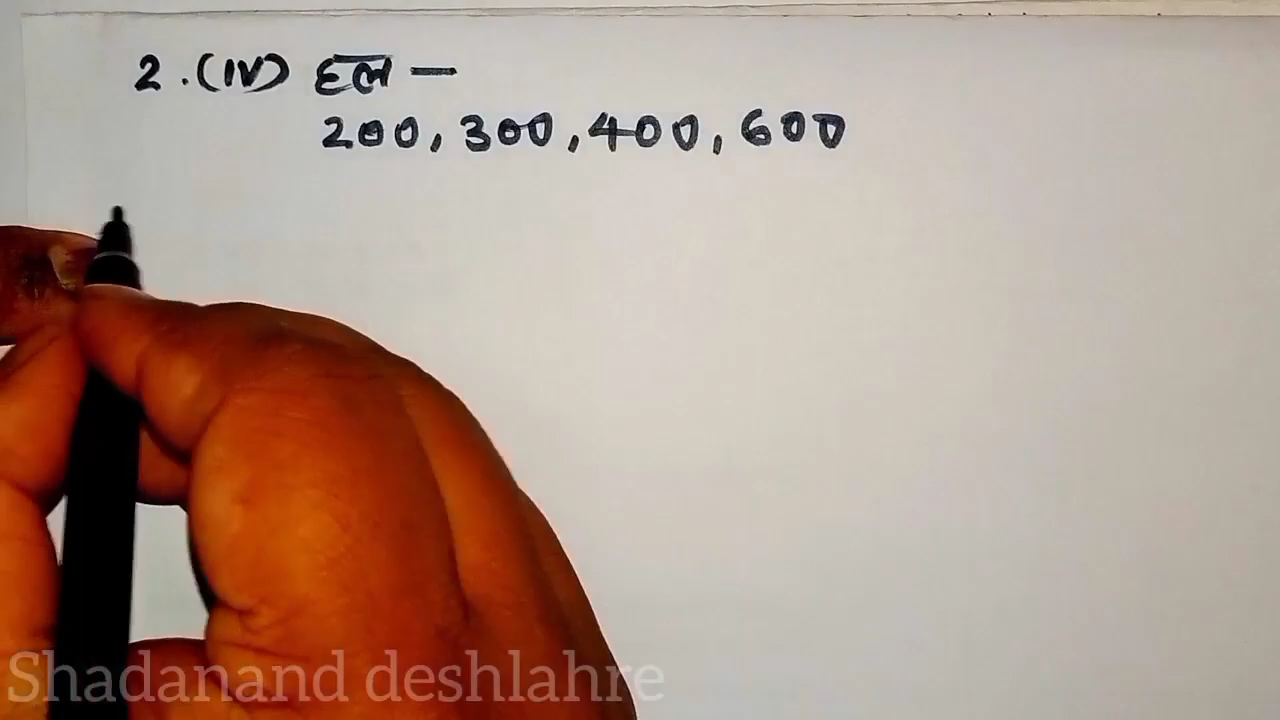 2.(IV) हल —
200, 300, 400, 600
Shadanand deshlahre